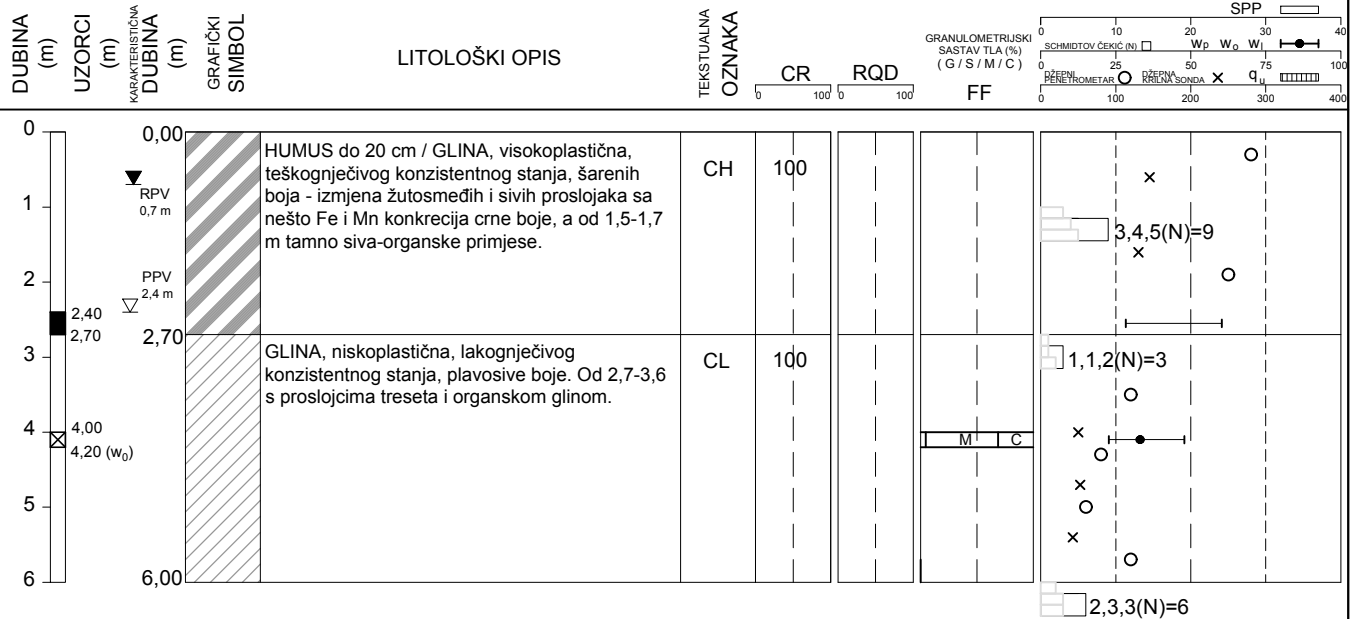 DUBINA
(m)
UZORCI
(m)
KARAKTERISTIČNA
DUBINA
(m)
GRAFIČKI
SIMBOL
LITOLOŠKI OPIS
TEKSTUALNA
OZNAKA
CR
0 100
RQD
0 100
GRANULOMETRIJSKI
SASTAV TLA (%)
( G / S / M / C )
FF
SPP
0 10 20 30 40
SCHMIDTOV ČEKIĆ (N) wP wo wl
0 25 50 75 100
DŽEPNI
PENETROMETAR
DŽEPNA
KRILNA SONDA
qu
0 100 200 300 400
0
0,00
HUMUS do 20 cm / GLINA, visokoplastična,
teškognječivog konzistentnog stanja, šarenih
boja - izmjena žutosmeđih i sivih proslojaka sa
nešto Fe i Mn konkrecija crne boje, a od 1,5-1,7
m tamno siva-organske primjese.
CH
100
RPV
0,7 m
1
3,4,5(N)=9
2
PPV
2,4 m
2,40
2,70
2,70
3
GLINA, niskoplastična, lakognječivog
konzistentnog stanja, plavosive boje. Od 2,7-3,6
s proslojcima treseta i organskom glinom.
CL
100
1,1,2(N)=3
4
4,00
4,20 (w0)
M C
5
6
6,00
2,3,3(N)=6